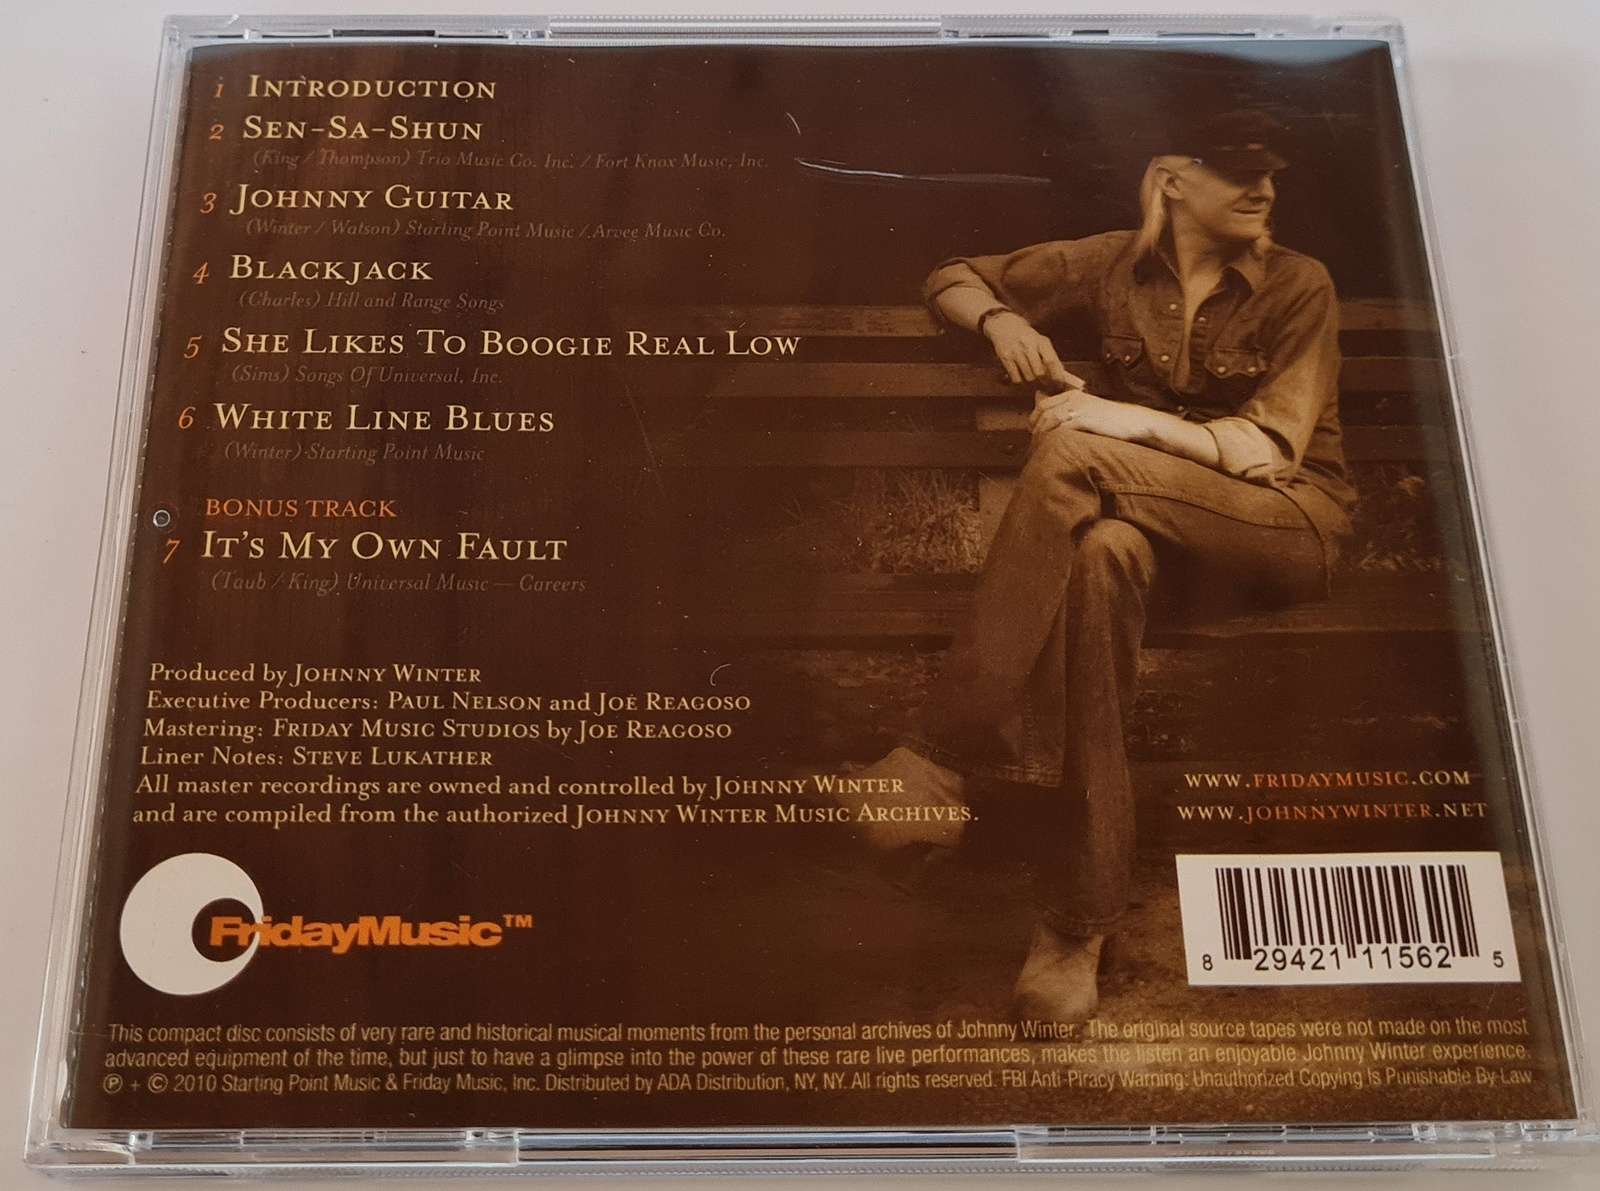 1 INTRODUCTION
2 SEN-SA-SHUN
(King / Thompson) Trio Music Co. Inc. / Fort Knox Music, Inc.
3 JOHNNY GUITAR
(Winter / Watson) Starling Point Music / Arvee Music Co.
4 BLACKJACK
(Charles) Hill and Range Songs
5 SHE LIKES TO BOOGIE REAL LOW
(Sims) Songs Of Universal, Inc.
6 WHITE LINE BLUES
(Winter) Starting Point Music
BONUS TRACK
7 IT'S MY OWN FAULT
(Taub / King) Universal Music — Careers
Produced by JOHNNY WINTER
Executive Producers: PAUL NELSON and JOE REAGOSO
Mastering: FRIDAY MUSIC STUDIOS by JOE REAGOSO
Liner Notes: STEVE LUKATHER
All master recordings are owned and controlled by JOHNNY WINTER
and are compiled from the authorized JOHNNY WINTER MUSIC ARCHIVES.
WWW.FRIDAYMUSIC.COM
WWW.JOHNNYWINTER.NET
FridayMusic™
8 29421 11562 5
This compact disc consists of very rare and historical musical moments from the personal archives of Johnny Winter. The original source tapes were not made on the most
advanced equipment of the time, but just to have a glimpse into the power of these rare live performances, makes the listen an enjoyable Johnny Winter experience.
℗ + © 2010 Starting Point Music & Friday Music, Inc. Distributed by ADA Distribution, NY, NY. All rights reserved. FBI Anti-Piracy Warning: Unauthorized Copying Is Punishable By Law